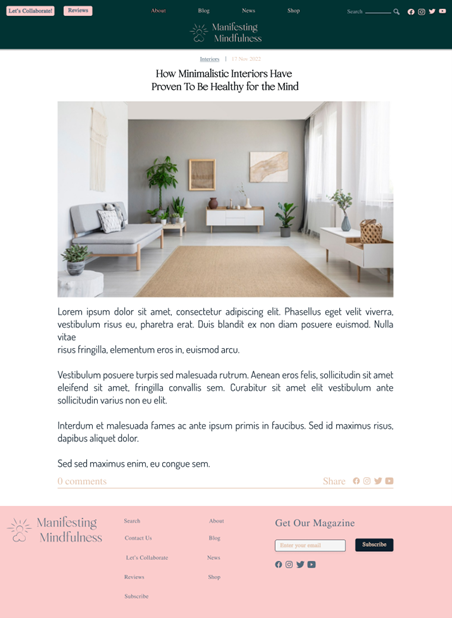 Let's Collaborate!
Reviews
About
Blog
News
Shop
Search
Manifesting
Mindfulness
Interiors | 17 Nov. 2022
How Minimalistic Interiors Have
Proven To Be Healthy for the Mind
Lorem ipsum dolor sit amet, consectetur adipiscing elit. Phasellus eget velit viverra,
vestibulum risus eu, pharetra erat. Duis blandit ex non diam posuere euismod. Nulla
vitae
risus fringilla, elementum eros in, euismod arcu.
Vestibulum posuere turpis sed malesuada rutrum. Aenean eros felis, sollicitudin sit amet
eleifend sit amet, fringilla convallis sem. Curabitur sit amet elit vestibulum ante
sollicitudin varius non eu elit.
Interdum et malesuada fames ac ante ipsum primis in faucibus. Sed id maximus risus,
dapibus aliquet dolor.
Sed sed maximus enim, eu congue sem.
0 comments
Share
Manifesting
Mindfulness
Search
Contact Us
Let's Collaborate
Reviews
Subscribe
About
Blog
News
Shop
Get Our Magazine
Enter your email
Subscribe